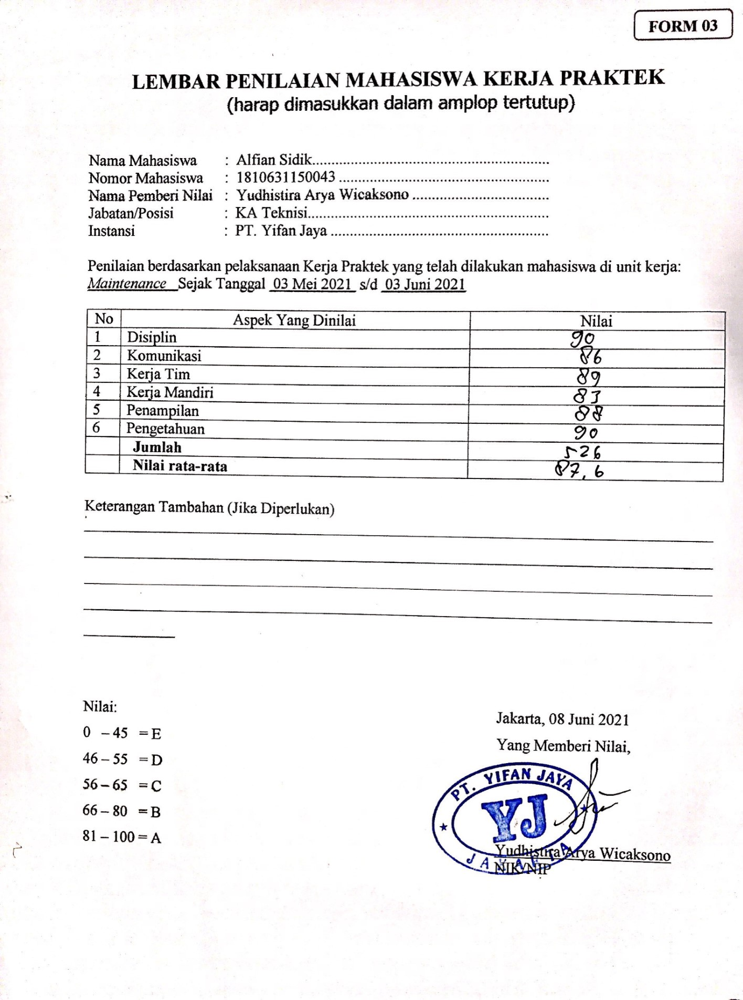 FORM 03
LEMBAR PENILAIAN MAHASISWA KERJA PRAKTEK
(harap dimasukkan dalam amplop tertutup)
Nama Mahasiswa : Alfian Sidik..............................................................
Nomor Mahasiswa : 1810631150043 .......................................................
Nama Pemberi Nilai : Yudhistira Arya Wicaksono ...................................
Jabatan/Posisi : KA Teknisi...............................................................
Instansi : PT. Yifan Jaya .........................................................
Penilaian berdasarkan pelaksanaan Kerja Praktek yang telah dilakukan mahasiswa di unit kerja:
Maintenance Sejak Tanggal 03 Mei 2021 s/d 03 Juni 2021
No Aspek Yang Dinilai Nilai
1 Disiplin 90
2 Komunikasi 86
3 Kerja Tim 89
4 Kerja Mandiri 83
5 Penampilan 88
6 Pengetahuan 90
Jumlah 526
Nilai rata-rata 87,6
Keterangan Tambahan (Jika Diperlukan)
Nilai:
0 – 45 = E
46 – 55 = D
56 – 65 = C
66 – 80 = B
81 – 100 = A
Jakarta, 08 Juni 2021
Yang Memberi Nilai,
PT. YIFAN JAYA
YJ
Yudhistira Arya Wicaksono
NIK/NIP